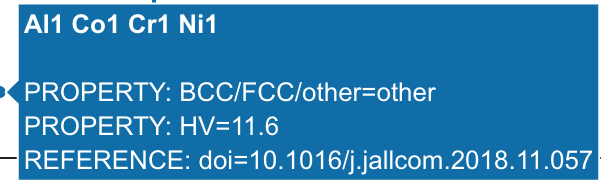 Al1 Co1 Cr1 Ni1
PROPERTY: BCC/FCC/other=other
PROPERTY: HV=11.6
REFERENCE: doi=10.1016/j.jallcom.2018.11.057